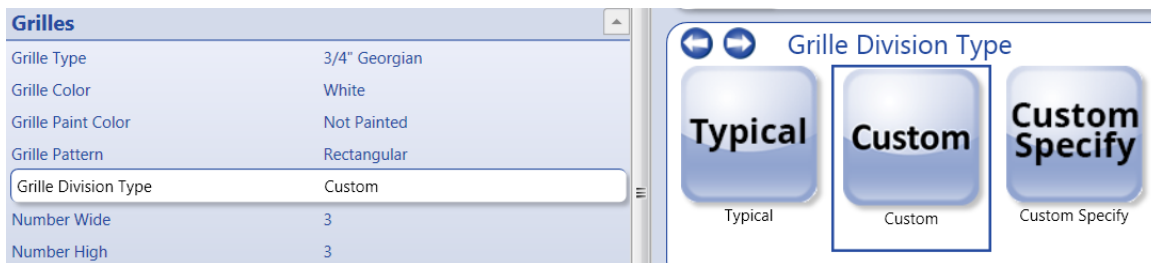 Grilles
Grille Type 3/4" Georgian
Grille Color White
Grille Paint Color Not Painted
Grille Pattern Rectangular
Grille Division Type Custom
Number Wide 3
Number High 3
Grille Division Type
Typical
Custom
Custom
Specify
Typical
Custom
Custom Specify